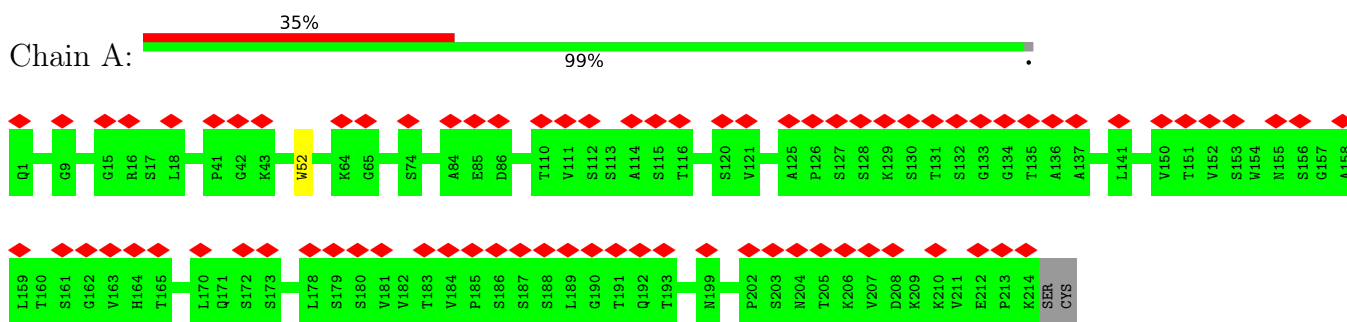 35%
Chain A:
99%
.
Q1 G9 G15 R16 S17 L18 P41 G42 K43 W52 K64 G65 S74 A84 E85 D86 T110 V111 S112 S113 A114 S115 T116 S120 V121 A125 P126 S127 S128 K129 S130 T131 S132 G133 G134 T135 A136 A137 L141 V150 T151 V152 S153 W154 N155 S156 G157 A158
L159 T160 S161 G162 V163 H164 T165 L170 Q171 S172 S173 L178 S179 S180 V181 V182 T183 V184 P185 S186 S187 S188 L189 G190 T191 Q192 T193 N199 P202 S203 N204 T205 K206 V207 D208 K209 K210 V211 E212 P213 K214 SER CYS